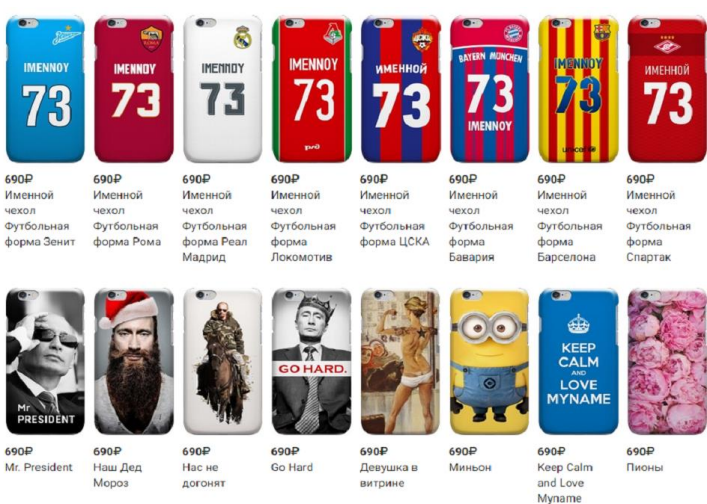 IMENNOY
73
IMENNOY
73
IMENNOY
73
IMENNOY
73
ржд
ИМЕННОЙ
73
BAYERN MÜNCHEN
73
IMENNOY
IMENNOY
73
unicef
ИМЕННОЙ
73
690₽
Именной
чехол
Футбольная
форма Зенит
690₽
Именной
чехол
Футбольная
форма Рома
690₽
Именной
чехол
Футбольная
форма Реал
Мадрид
690₽
Именной
чехол
Футбольная
форма
Локомотив
690₽
Именной
чехол
Футбольная
форма ЦСКА
690₽
Именной
чехол
Футбольная
форма
Бавария
690₽
Именной
чехол
Футбольная
форма
Барселона
690₽
Именной
чехол
Футбольная
форма
Спартак
Mr
PRESIDENT
GO HARD.
KEEP
CALM
AND
LOVE
MYNAME
690₽
Mr. President
690₽
Наш Дед
Мороз
690₽
Нас не
догонят
690₽
Go Hard
690₽
Девушка в
витрине
690₽
Миньон
690₽
Keep Calm
and Love
Myname
690₽
Пионы